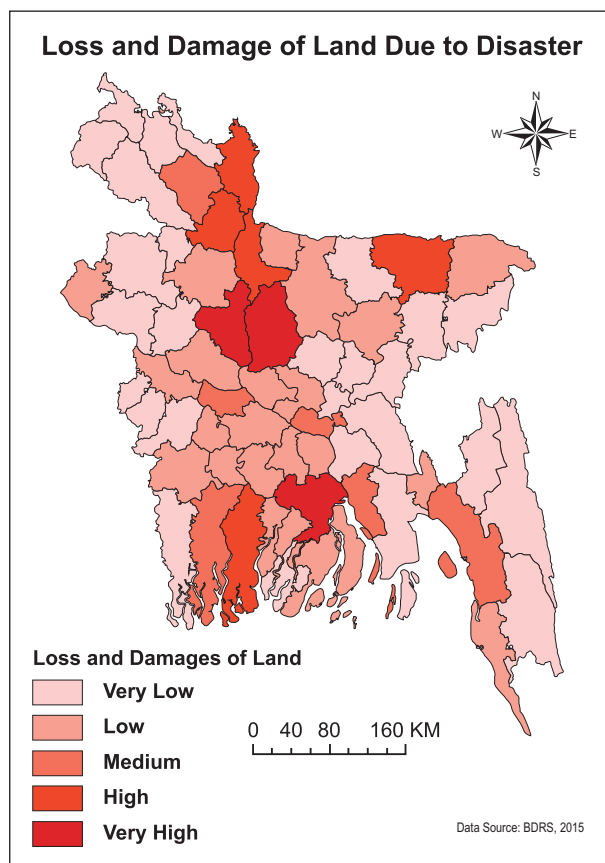 Loss and Damage of Land Due to Disaster
N
W E
S
Loss and Damages of Land
Very Low
Low
Medium
High
Very High
0 40 80 160 KM
Data Source: BDRS, 2015